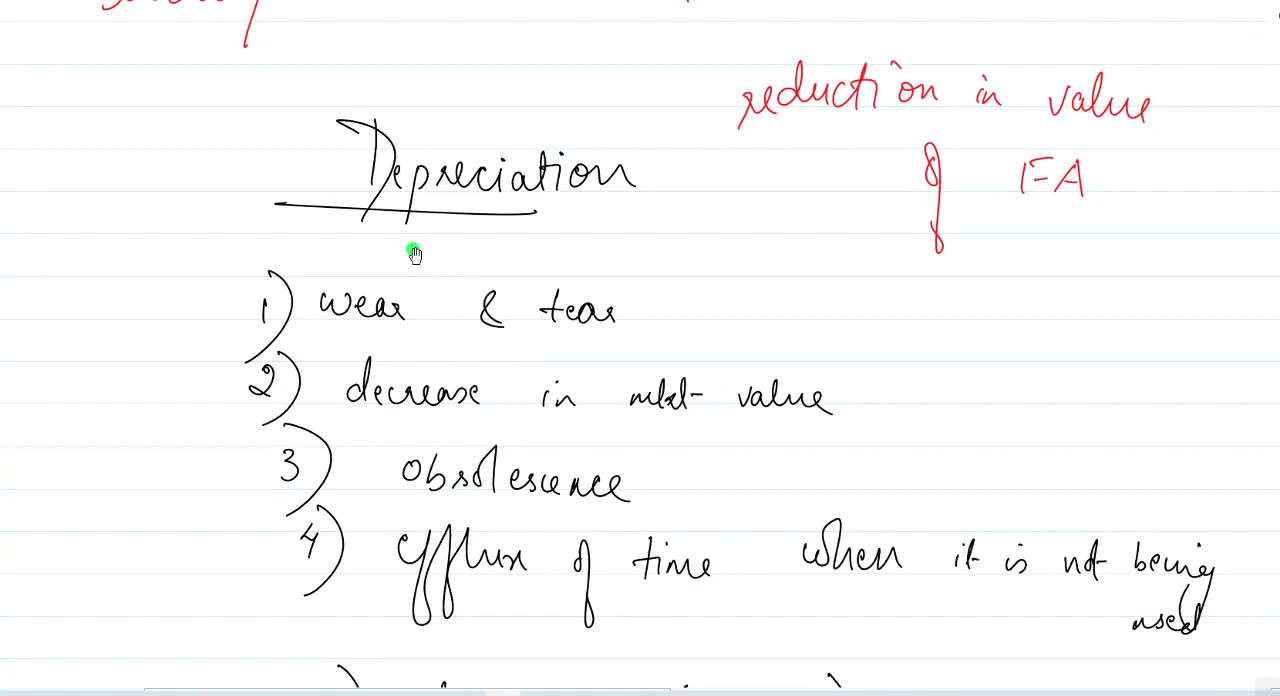 reduction in value
of FA
Depreciation
1) wear & tear
2) decrease in mkt value
3) obsolescence
4) efflux of time when it is not being
used